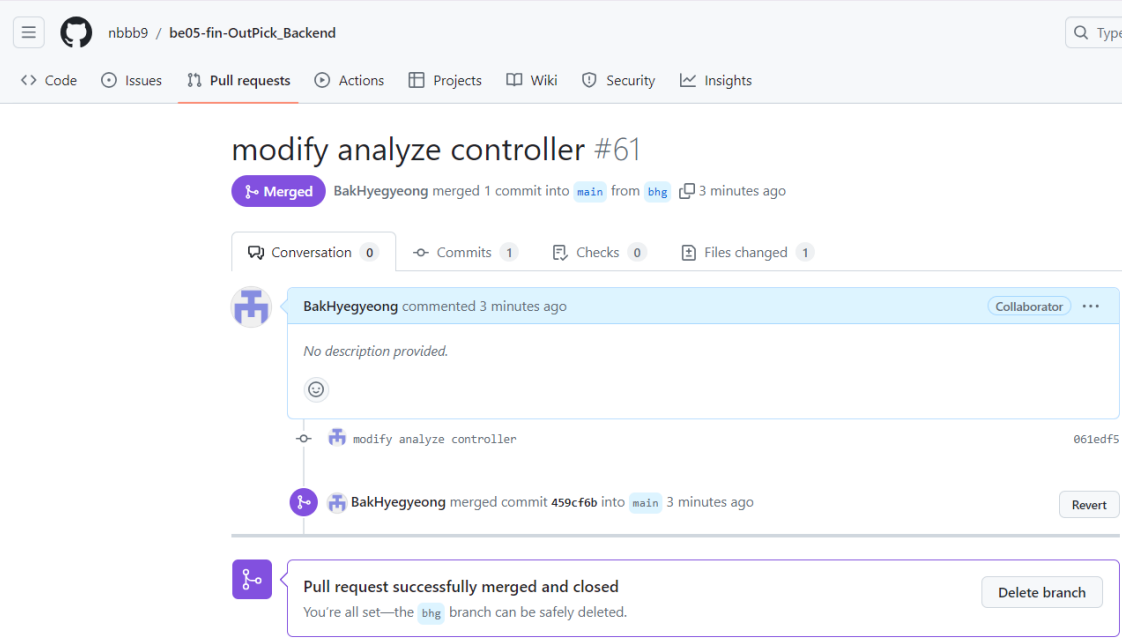 nbbb9 / be05-fin-OutPick_Backend
Type
Code Issues Pull requests Actions Projects Wiki Security Insights
modify analyze controller #61
Merged BakHyegyeong merged 1 commit into main from bhg 3 minutes ago
Conversation 0 Commits 1 Checks 0 Files changed 1
BakHyegyeong commented 3 minutes ago Collaborator ...
No description provided.
modify analyze controller 061edf5
BakHyegyeong merged commit 459cf6b into main 3 minutes ago Revert
Pull request successfully merged and closed
You're all set—the bhg branch can be safely deleted.
Delete branch